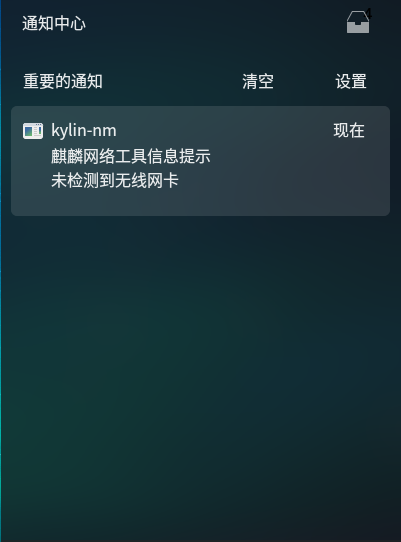 通知中心
重要的通知 清空 设置
kylin-nm 现在
麒麟网络工具信息提示
未检测到无线网卡